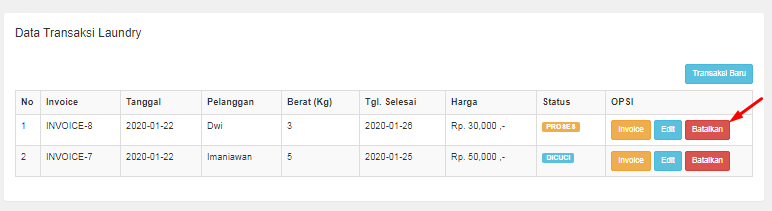 Data Transaksi Laundry
Transaksi Baru
No Invoice Tanggal Pelanggan Berat (Kg) Tgl. Selesai Harga Status OPSI
1 INVOICE-8 2020-01-22 Dwi 3 2020-01-26 Rp. 30,000 ,- PROSES Invoice Edit Batalkan
2 INVOICE-7 2020-01-22 Imaniawan 5 2020-01-25 Rp. 50,000 ,- DICUCI Invoice Edit Batalkan